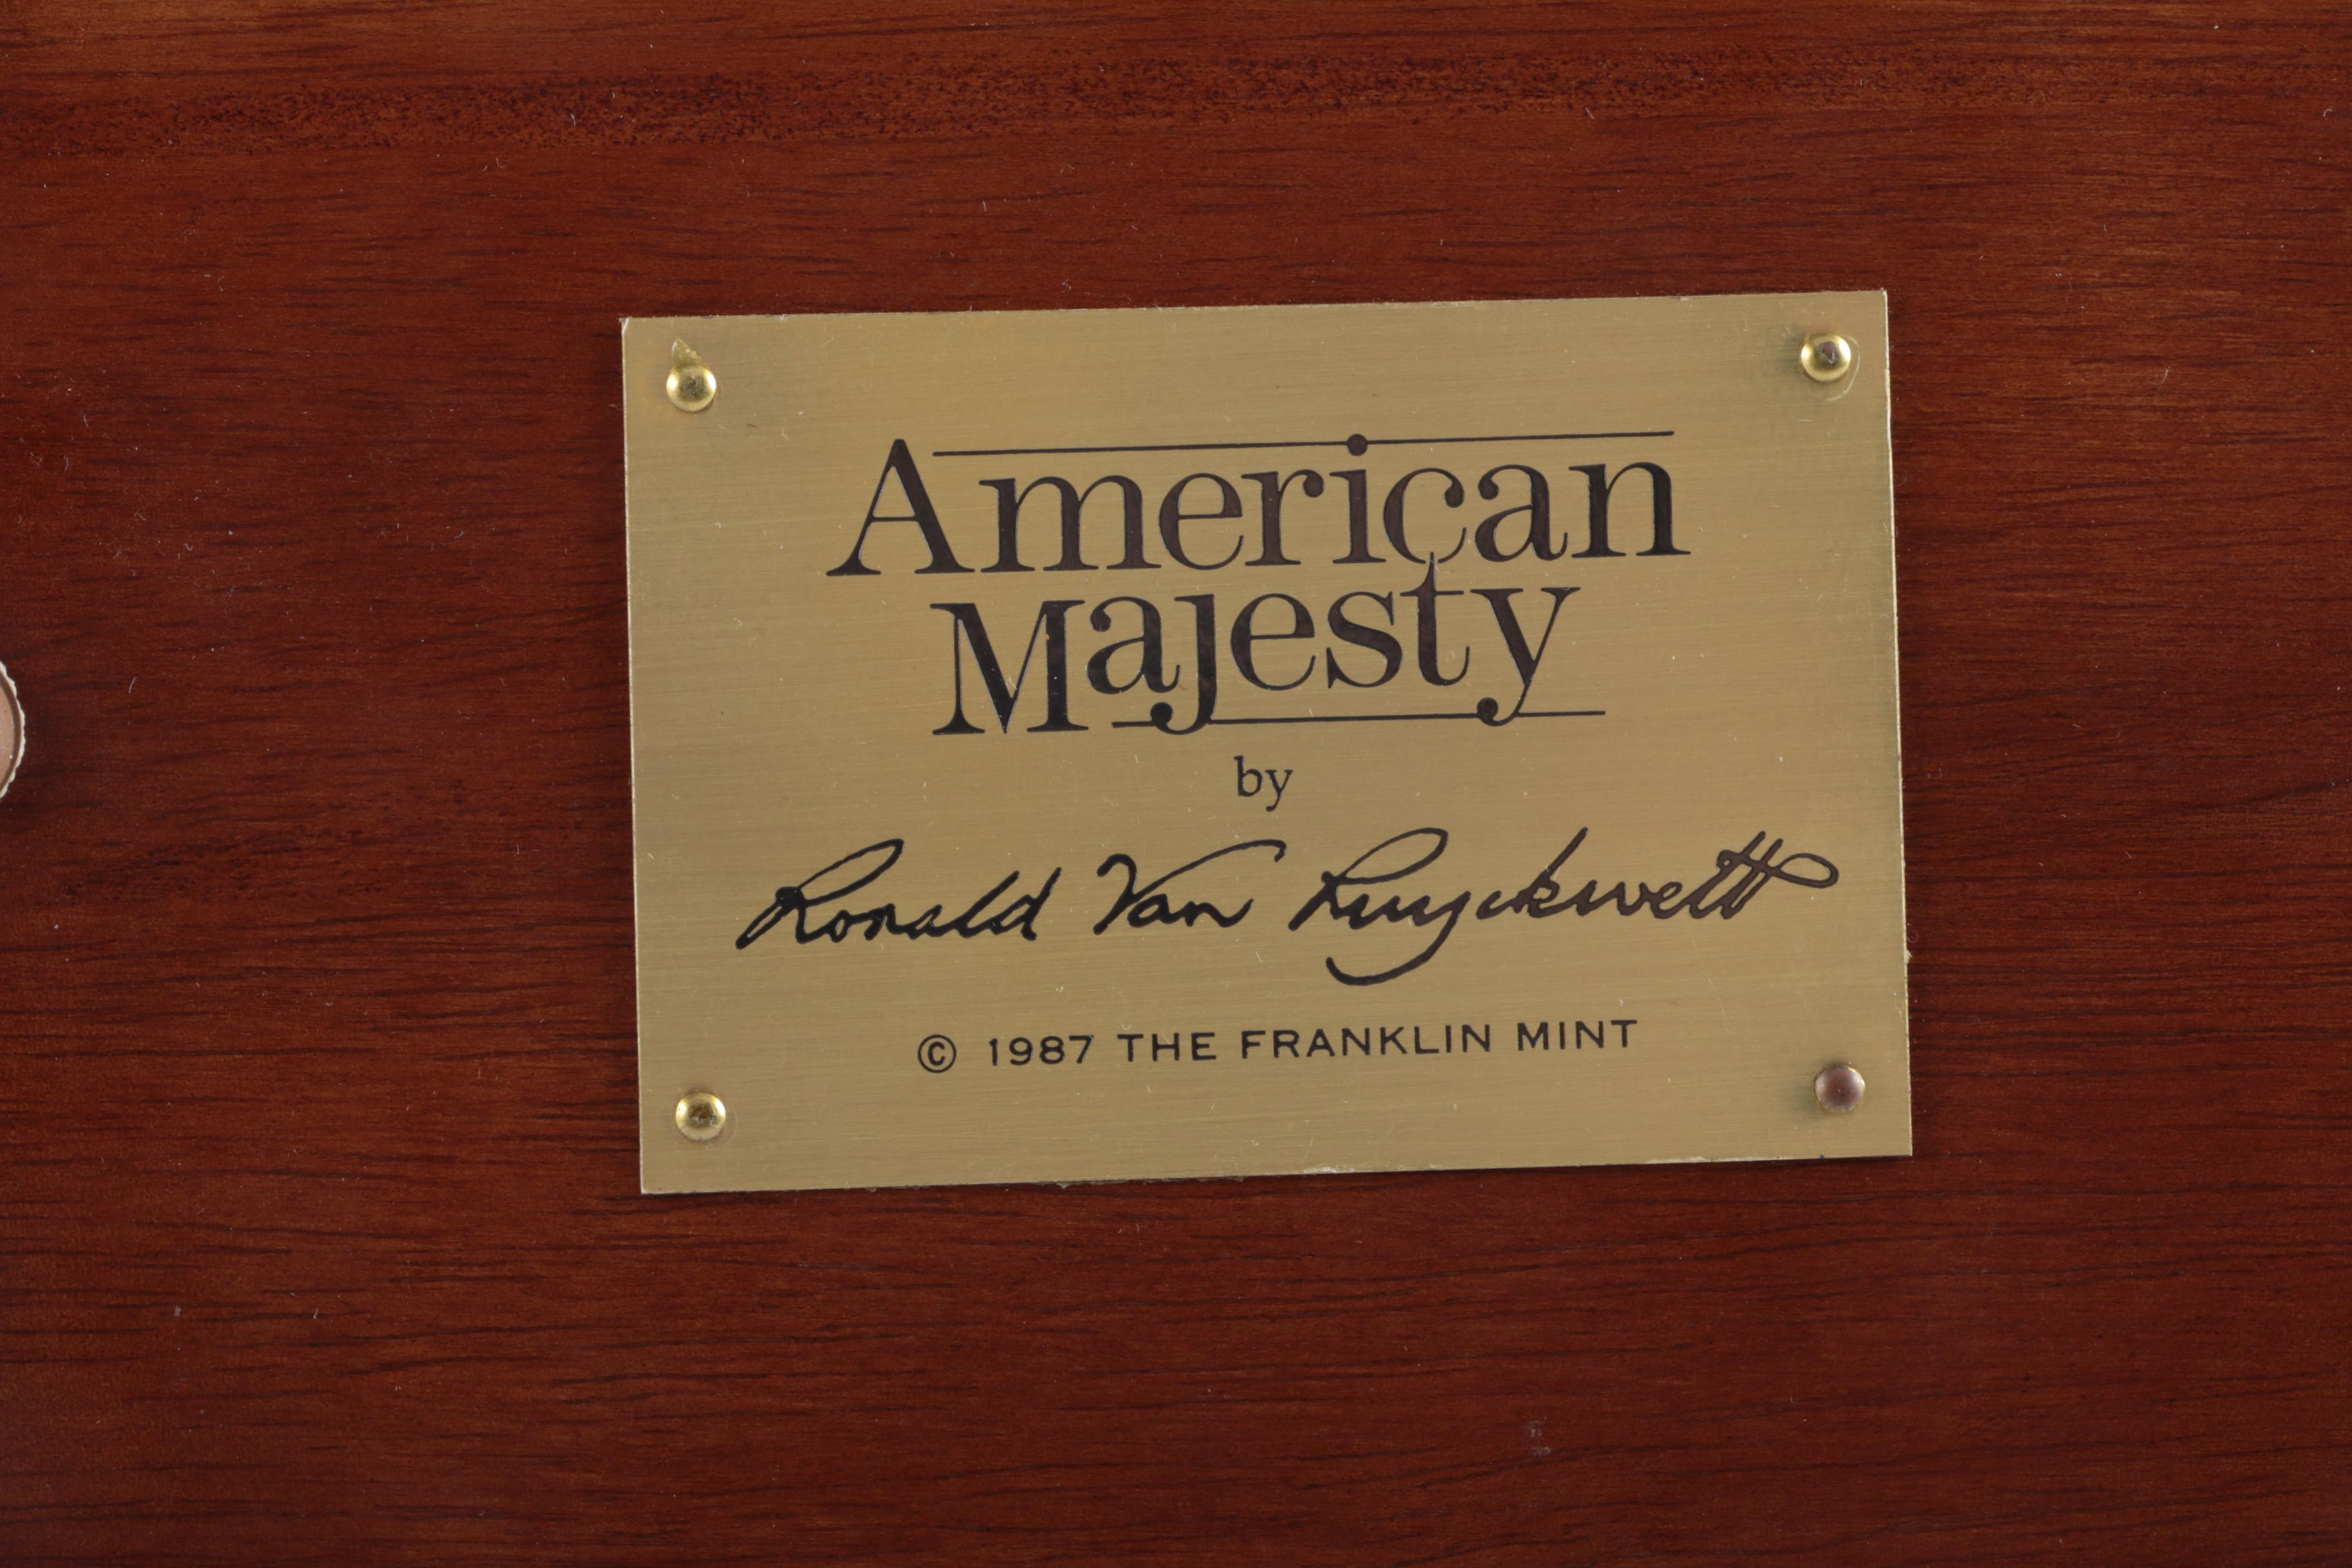 American
Majesty
by
Ronald Van Ruyckevelt
© 1987 THE FRANKLIN MINT